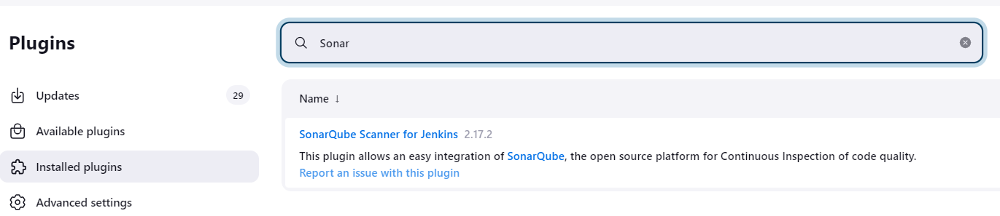 Plugins
Sonar
Updates 29
Available plugins
Installed plugins
Advanced settings
Name ↓
SonarQube Scanner for Jenkins 2.17.2
This plugin allows an easy integration of SonarQube, the open source platform for Continuous Inspection of code quality.
Report an issue with this plugin